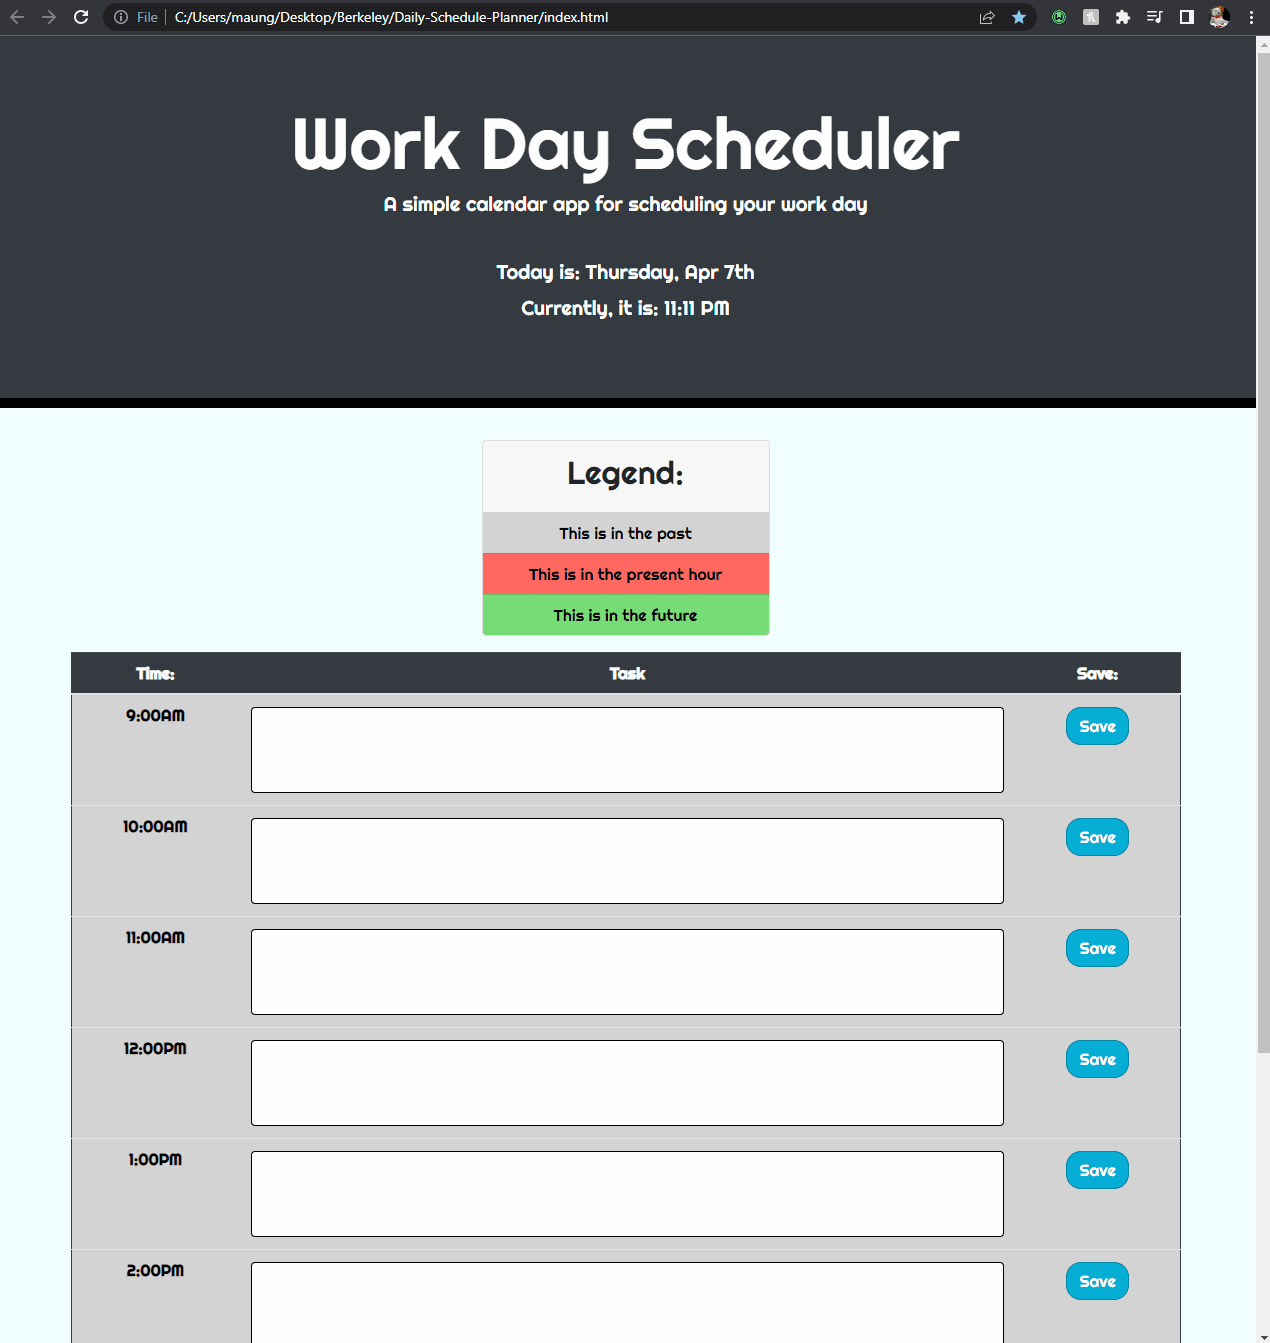 File C:/Users/maung/Desktop/Berkeley/Daily-Schedule-Planner/index.html
Work Day Scheduler
A simple calendar app for scheduling your work day
Today is: Thursday, Apr 7th
Currently, it is: 11:11 PM
Legend:
This is in the past
This is in the present hour
This is in the future
Time: Task Save:
9:00AM Save
10:00AM Save
11:00AM Save
12:00PM Save
1:00PM Save
2:00PM Save